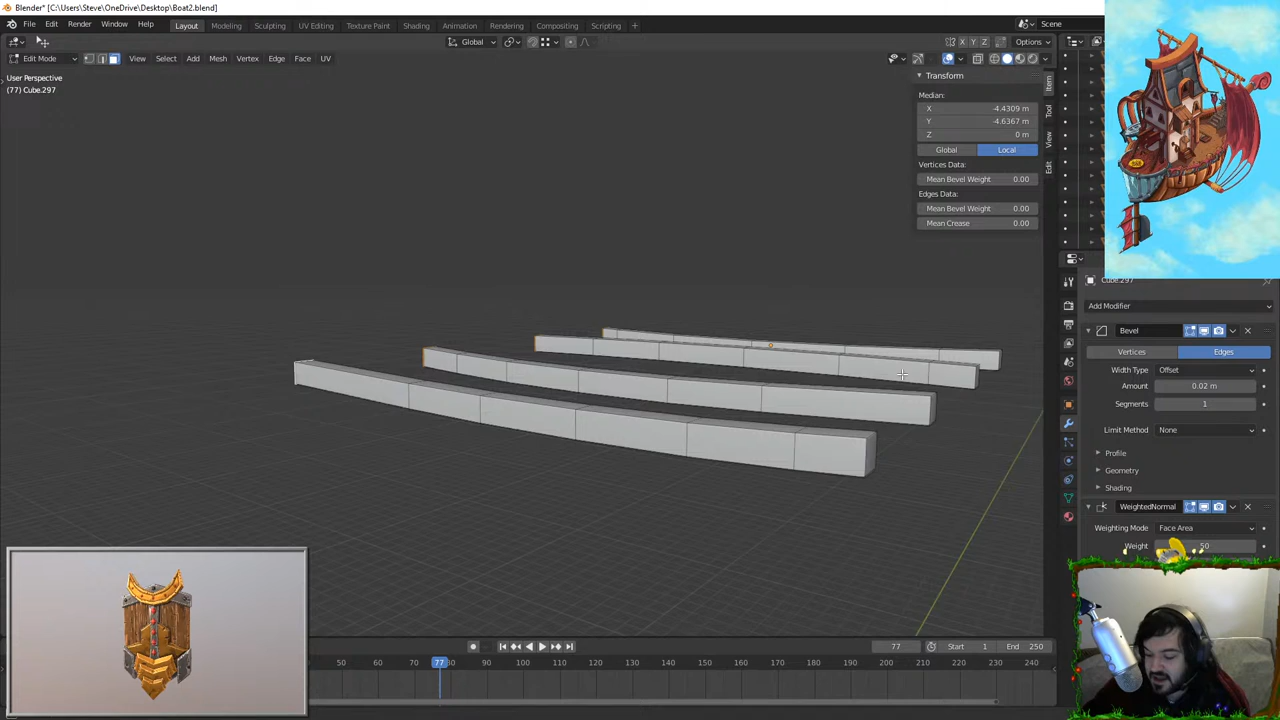 Blender* [C:\Users\Steve\OneDrive\Desktop\Boat2.blend]
File Edit Render Window Help Layout Modeling Sculpting UV Editing Texture Paint Shading Animation Rendering Compositing Scripting Scene
Global X Y Z Options
Edit Mode View Select Add Mesh Vertex Edge Face UV
User Perspective
(77) Cube.297
Transform
Median:
X -4.4309 m
Y -4.6367 m
Z 0 m
Global Local
Vertices Data:
Mean Bevel Weight 0.00
Edges Data:
Mean Bevel Weight 0.00
Mean Crease 0.00
Item
Tool
View
Edit
Cube.297
Add Modifier
Bevel
Vertices Edges
Width Type Offset
Amount 0.02 m
Segments 1
Limit Method None
Profile
Geometry
Shading
WeightedNormal
Weighting Mode Face Area
Weight 50
77 Start 1 End 250
50 60 70 77 80 90 100 110 120 130 140 150 160 170 180 190 200 210 220 230 240